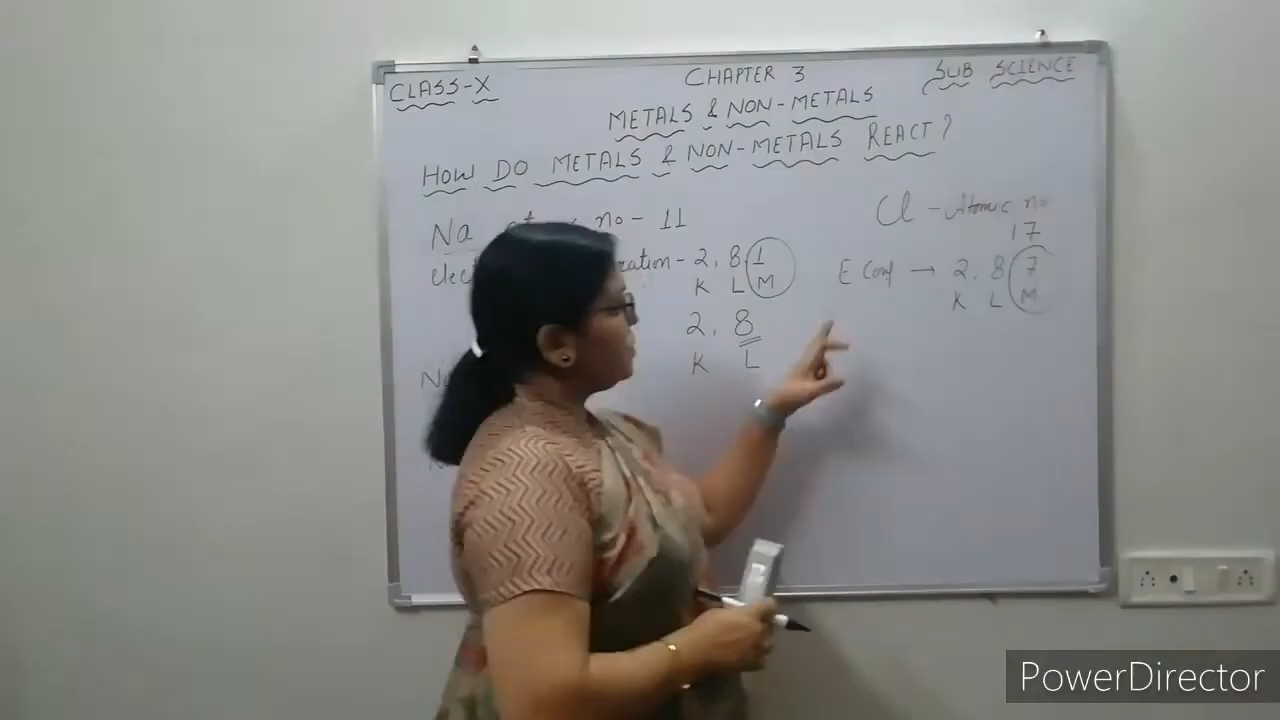 CLASS-X
CHAPTER 3
SUB SCIENCE
METALS & NON-METALS
HOW DO METALS & NON-METALS REACT?
Na no - 11
2, 8, 1
K L M
2, 8
K L
Cl - Atomic no
17
E Conf → 2, 8 7
K L M
PowerDirector